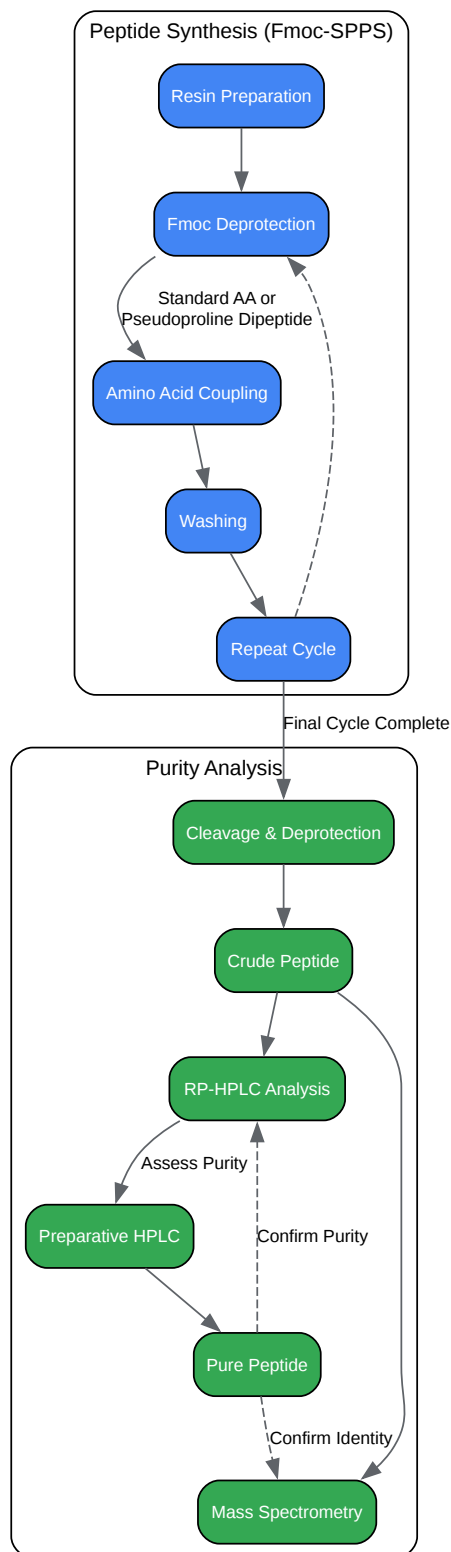 Peptide Synthesis (Fmoc-SPPS)
Resin Preparation
Fmoc Deprotection
Standard AA or
Pseudoproline Dipeptide
Amino Acid Coupling
Washing
Repeat Cycle
Final Cycle Complete
Purity Analysis
Cleavage & Deprotection
Crude Peptide
RP-HPLC Analysis
Assess Purity
Preparative HPLC
Confirm Purity
Pure Peptide
Confirm Identity
Mass Spectrometry